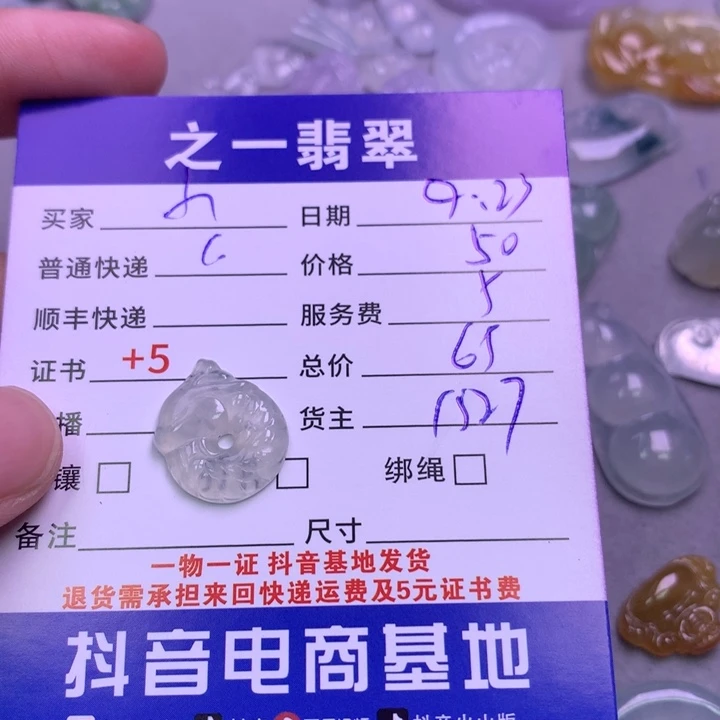 之一翡翠
买家 日期 4.23
普通快递 价格 50
顺丰快递 服务费 5
证书 +5 总价 65
播 货主 1527
镶 绑绳
备注 尺寸
一物一证 抖音基地发货
退货需承担来回快递运费及5元证书费
抖音电商基地